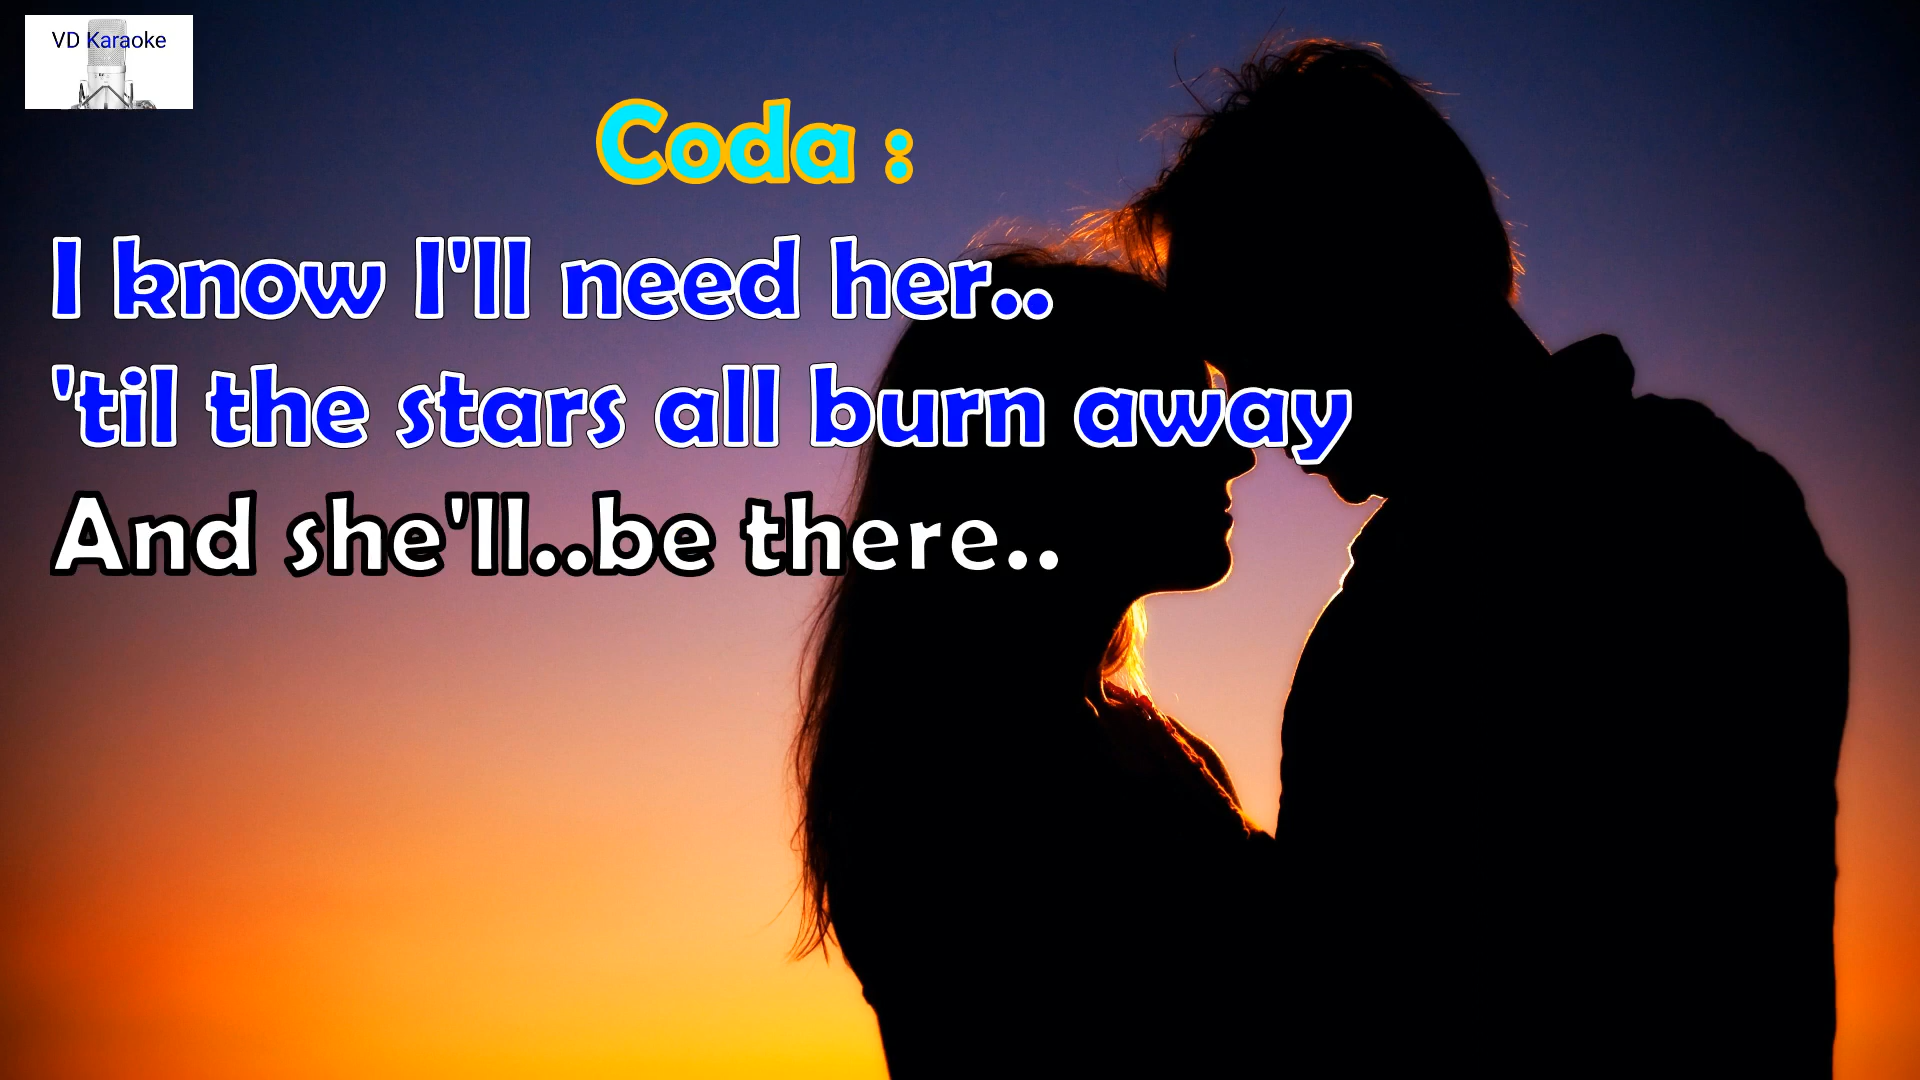 VD Karaoke
Coda :
I know I'll need her..
'til the stars all burn away
And she'll..be there..